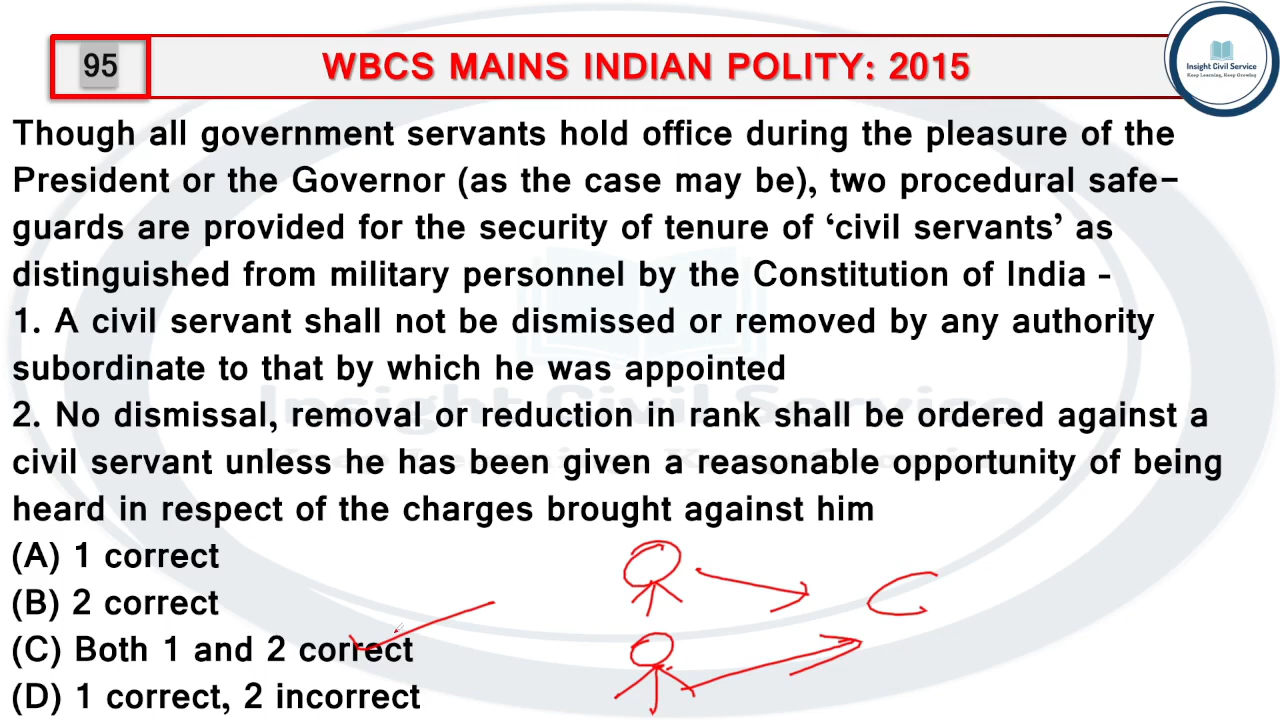 95
WBCS MAINS INDIAN POLITY: 2015
Insight Civil Service
Keep Learning, Keep Growing
Though all government servants hold office during the pleasure of the
President or the Governor (as the case may be), two procedural safe-
guards are provided for the security of tenure of ‘civil servants’ as
distinguished from military personnel by the Constitution of India -
1. A civil servant shall not be dismissed or removed by any authority
subordinate to that by which he was appointed
2. No dismissal, removal or reduction in rank shall be ordered against a
civil servant unless he has been given a reasonable opportunity of being
heard in respect of the charges brought against him
(A) 1 correct
(B) 2 correct
(C) Both 1 and 2 correct
(D) 1 correct, 2 incorrect
Insight Civil Service